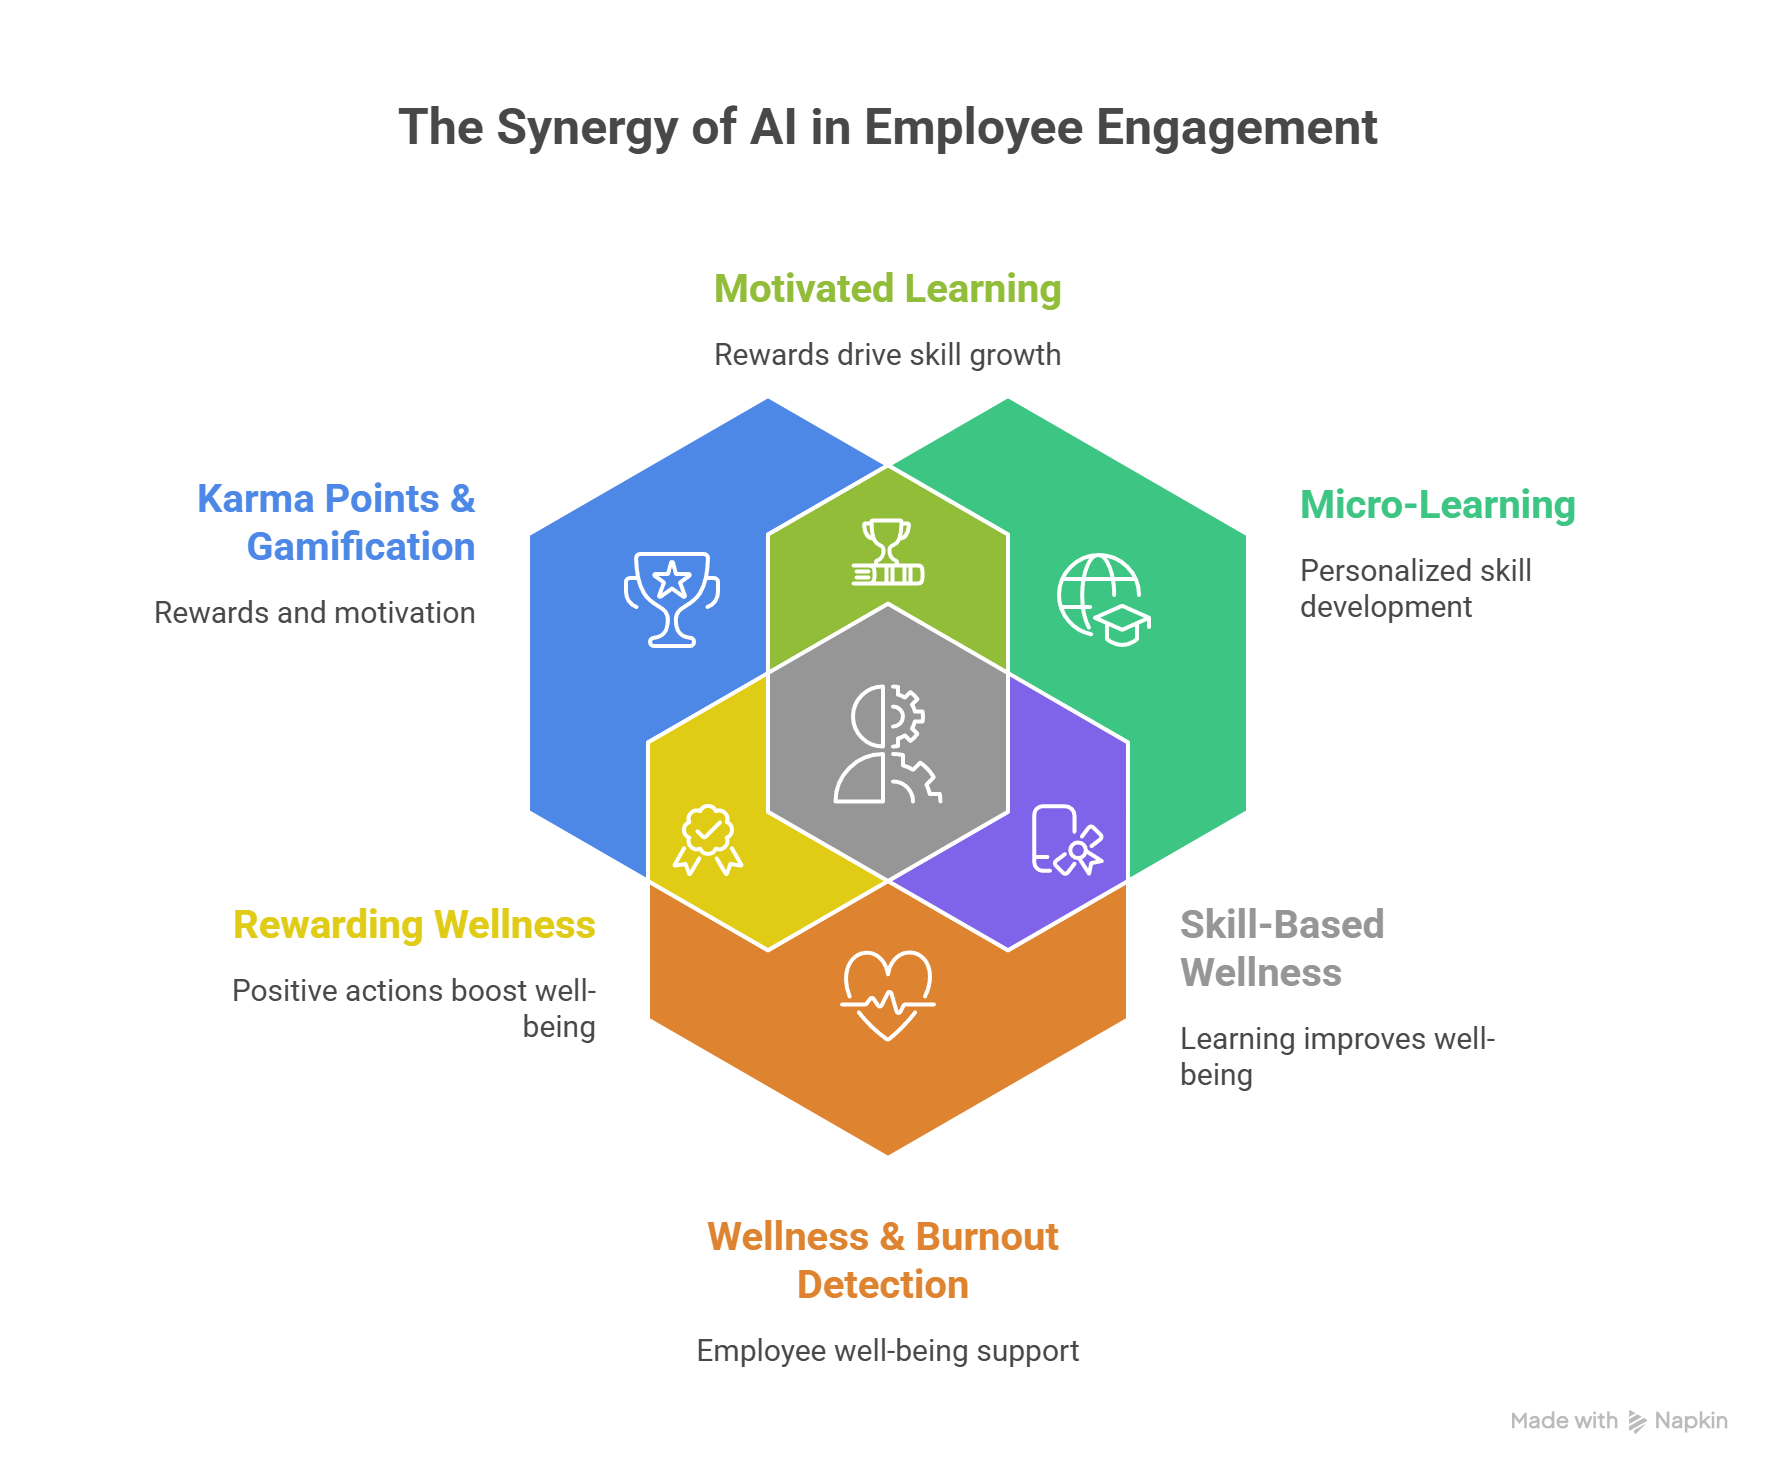 The Synergy of AI in Employee Engagement
Motivated Learning
Rewards drive skill growth
Karma Points &
Gamification
Rewards and motivation
Micro-Learning
Personalized skill
development
Rewarding Wellness
Positive actions boost well-
being
Skill-Based
Wellness
Learning improves well-
being
Wellness & Burnout
Detection
Employee well-being support
Made with Napkin